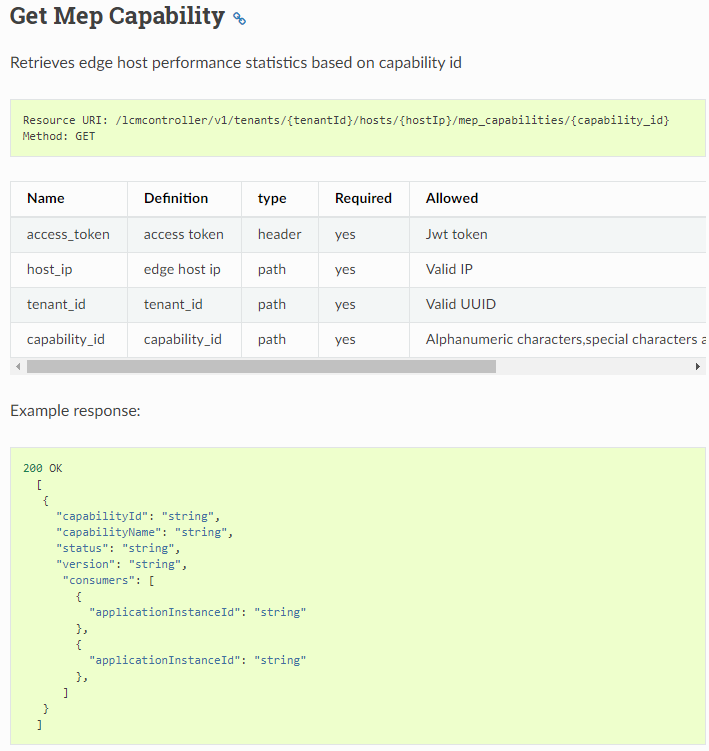 Get Mep Capability
Retrieves edge host performance statistics based on capability id
Resource URI: /lcmcontroller/v1/tenants/{tenantId}/hosts/{hostIp}/mep_capabilities/{capability_id}
Method: GET
Name Definition type Required Allowed
access_token access token header yes Jwt token
host_ip edge host ip path yes Valid IP
tenant_id tenant_id path yes Valid UUID
capability_id capability_id path yes Alphanumeric characters,special characters a
Example response:
200 OK
[
{
"capabilityId": "string",
"capabilityName": "string",
"status": "string",
"version": "string",
"consumers": [
{
"applicationInstanceId": "string"
},
{
"applicationInstanceId": "string"
},
]
}
]